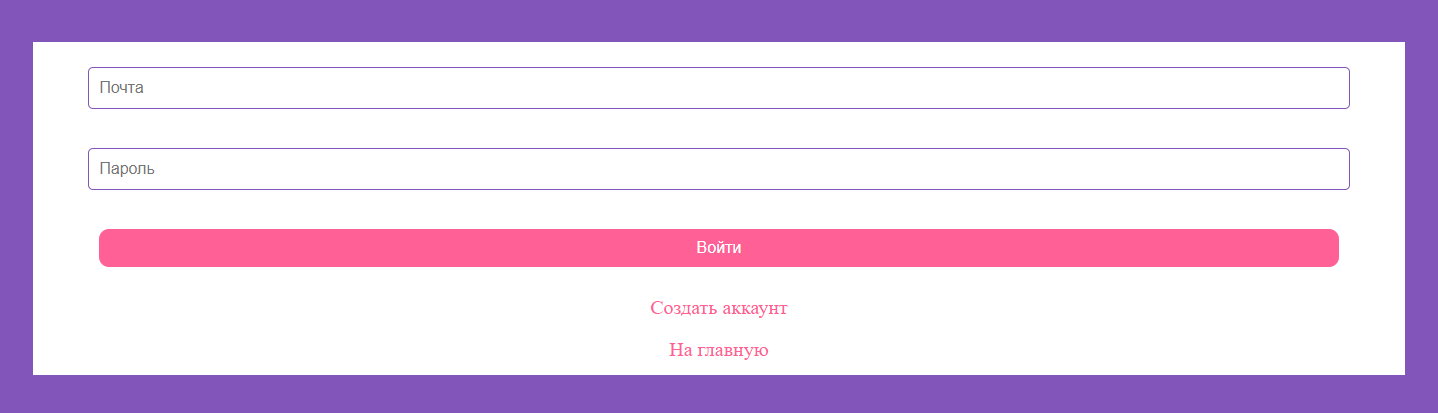 Почта
Пароль
Войти
Создать аккаунт
На главную